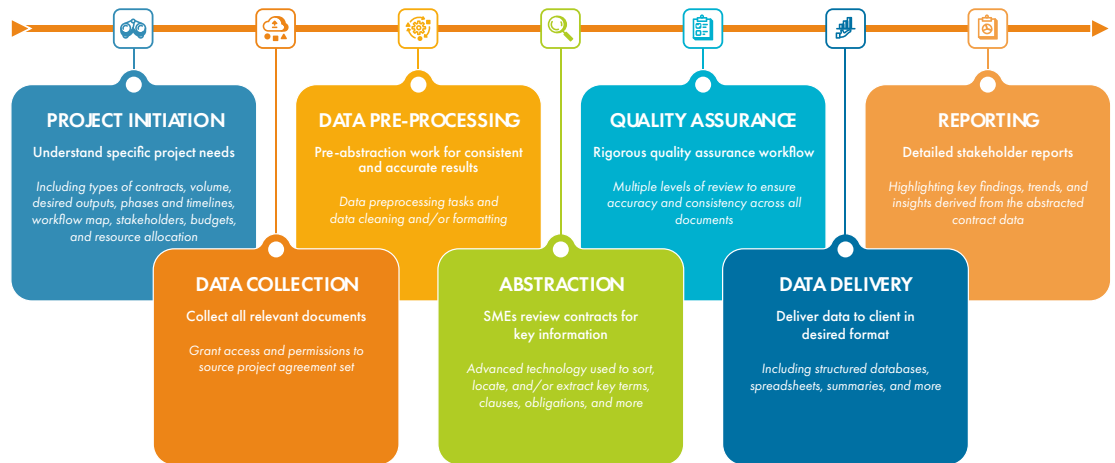 PROJECT INITIATION
Understand specific project needs
Including types of contracts, volume,
desired outputs, phases and timelines,
workflow map, stakeholders, budgets,
and resource allocation
DATA COLLECTION
Collect all relevant documents
Grant access and permissions to
source project agreement set
DATA PRE-PROCESSING
Pre-abstraction work for consistent
and accurate results
Data preprocessing tasks and
data cleaning and/or formatting
ABSTRACTION
SMEs review contracts for
key information
Advanced technology used to sort,
locate, and/or extract key terms,
clauses, obligations, and more
QUALITY ASSURANCE
Rigorous quality assurance workflow
Multiple levels of review to ensure
accuracy and consistency across all
documents
DATA DELIVERY
Deliver data to client in
desired format
Including structured databases,
spreadsheets, summaries, and more
REPORTING
Detailed stakeholder reports
Highlighting key findings, trends, and
insights derived from the abstracted
contract data